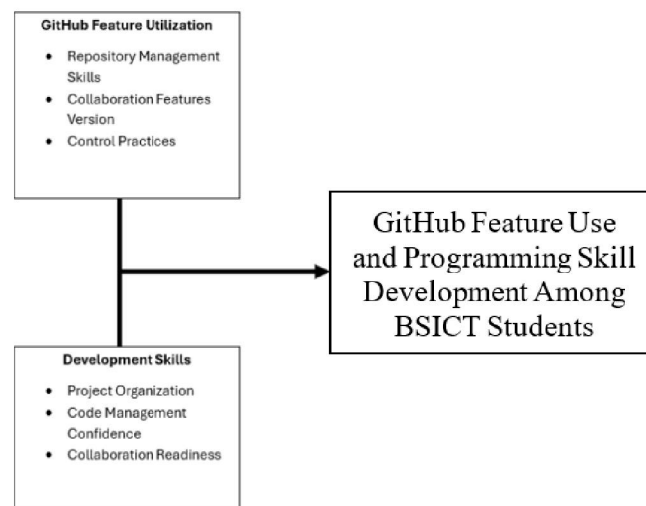 GitHub Feature Utilization
• Repository Management
Skills
• Collaboration Features
Version
• Control Practices
GitHub Feature Use
and Programming Skill
Development Among
BSICT Students
Development Skills
• Project Organization
• Code Management
Confidence
• Collaboration Readiness